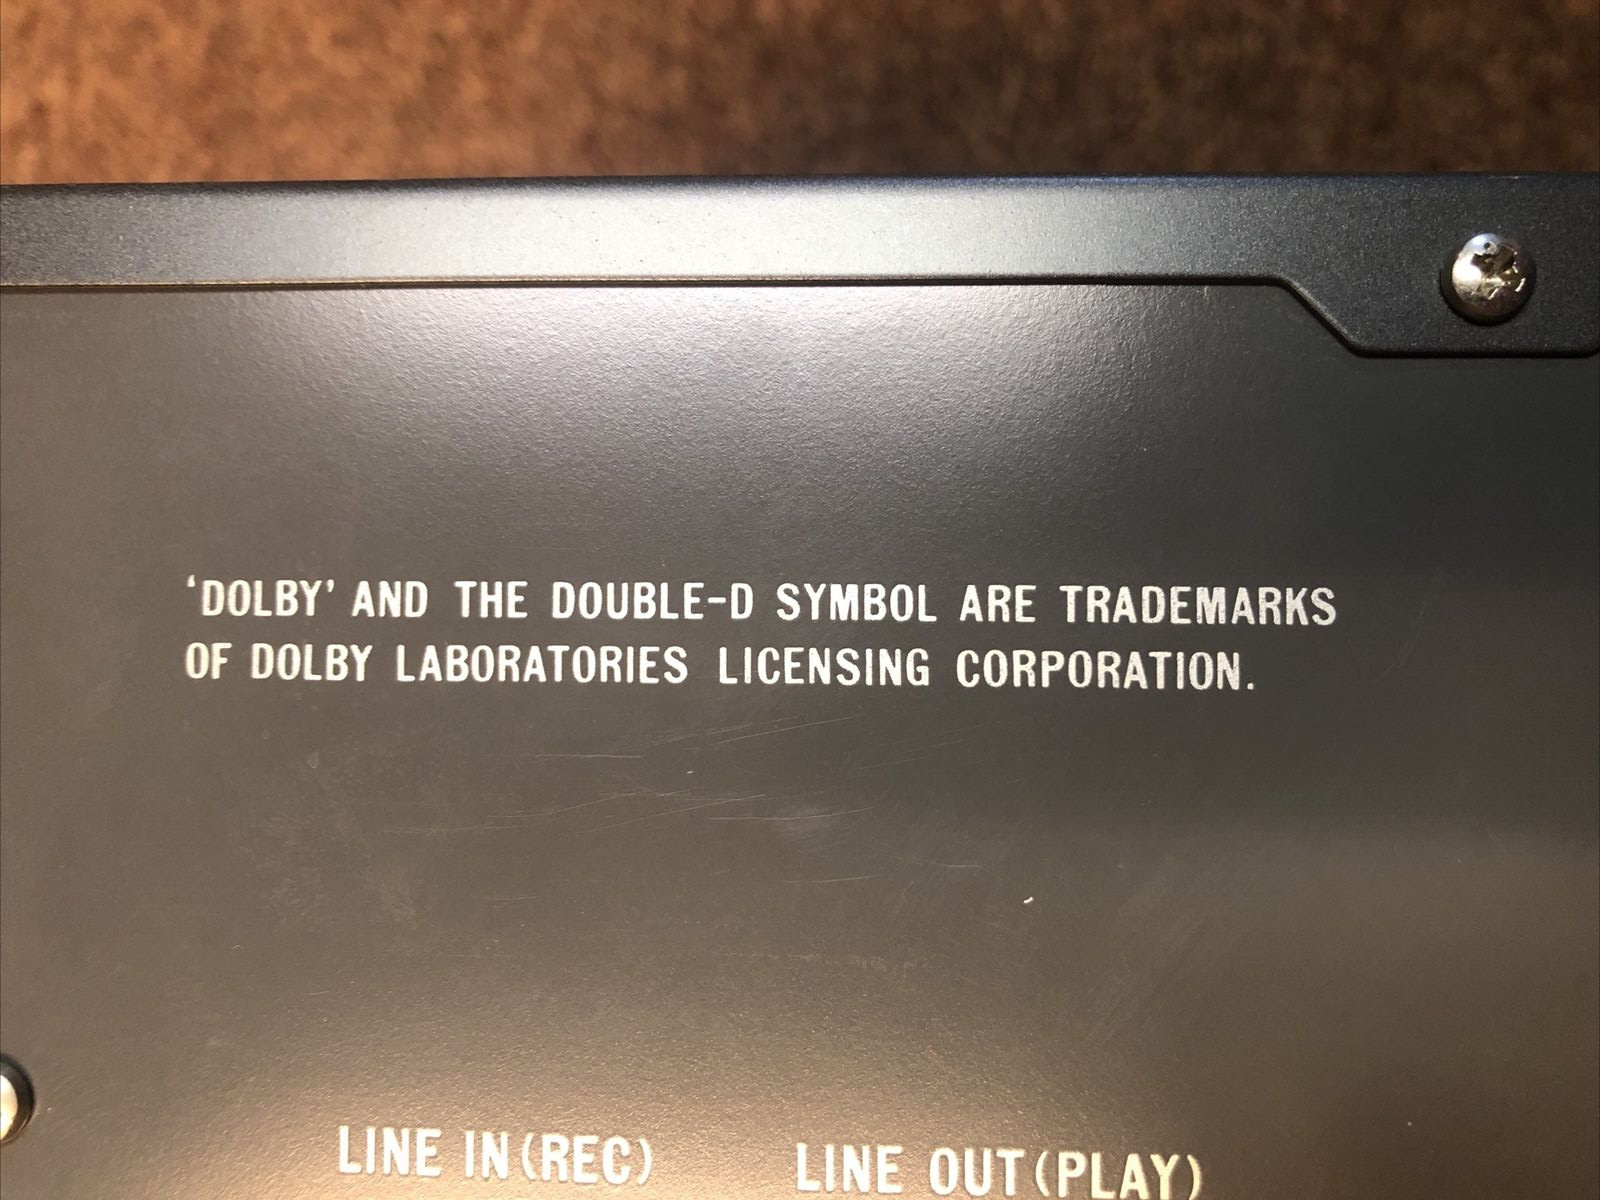 ‘DOLBY’ AND THE DOUBLE-D SYMBOL ARE TRADEMARKS
OF DOLBY LABORATORIES LICENSING CORPORATION.
LINE IN(REC) LINE OUT(PLAY)